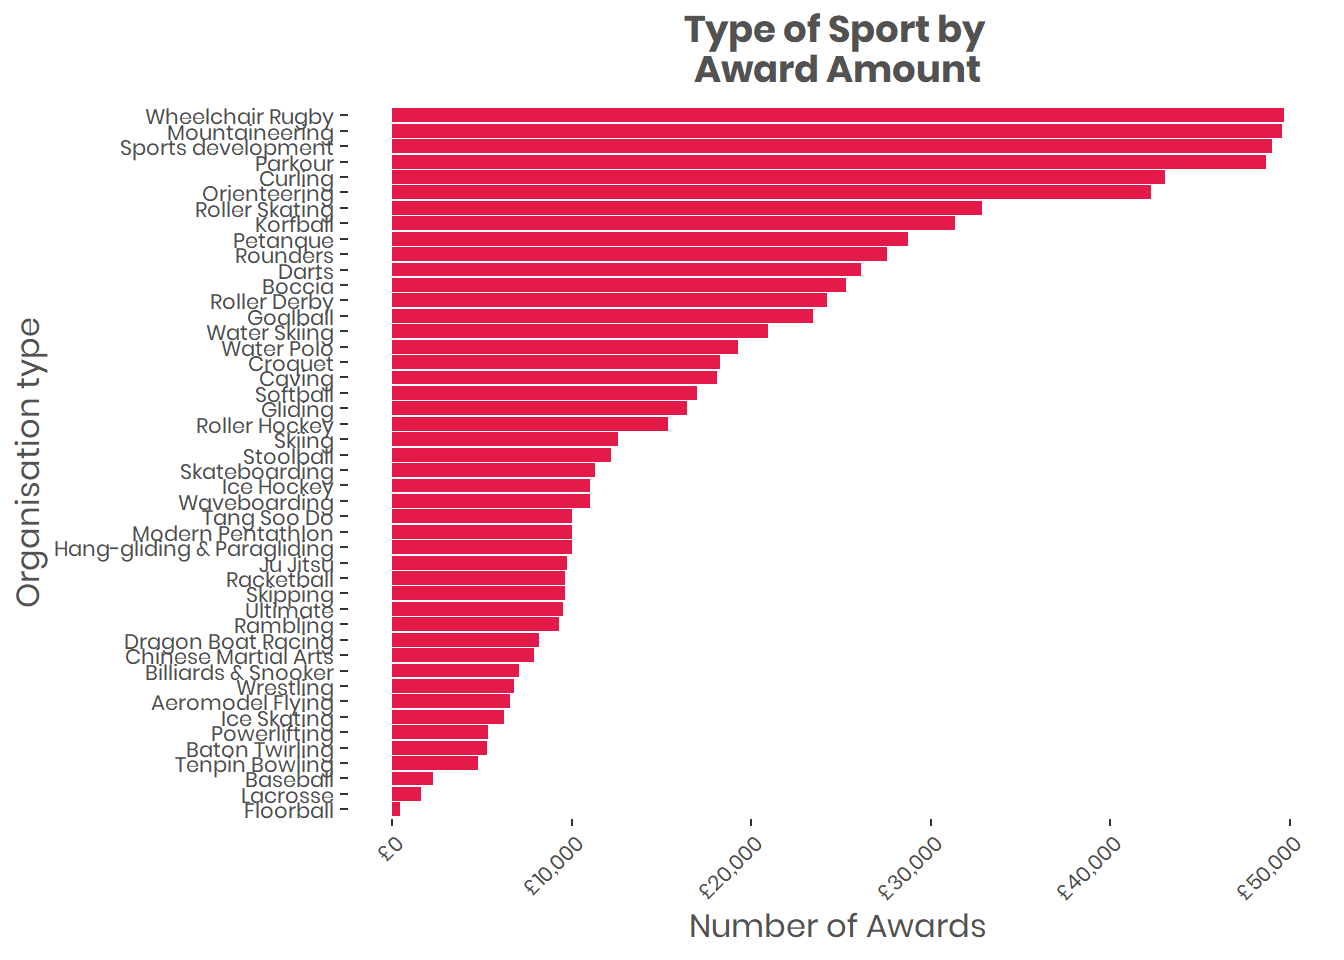 Type of Sport by
Award Amount
Organisation type
Wheelchair Rugby
Mountaineering
Sports development
Parkour
Curling
Orienteering
Roller Skating
Korfball
Petanque
Rounders
Darts
Boccia
Roller Derby
Goalball
Water Skiing
Water Polo
Croquet
Caving
Softball
Gliding
Roller Hockey
Skiing
Stoolball
Skateboarding
Ice Hockey
Waveboarding
Tang Soo Do
Modern Pentathlon
Hang-gliding & Paragliding
Ju Jitsu
Racketball
Skipping
Ultimate
Rambling
Dragon Boat Racing
Chinese Martial Arts
Billiards & Snooker
Wrestling
Aeromodel Flying
Ice Skating
Powerlifting
Baton Twirling
Tenpin Bowling
Baseball
Lacrosse
Floorball
£0
£10,000
£20,000
£30,000
£40,000
£50,000
Number of Awards